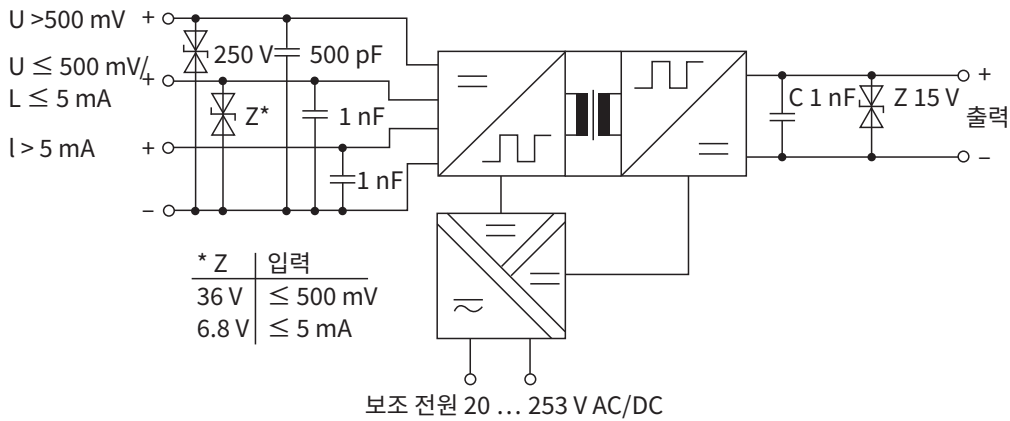 U >500 mV +
250 V 500 pF
U ≤ 500 mV/ +
L ≤ 5 mA
Z* 1 nF
l > 5 mA +
1 nF
−
C 1 nF Z 15 V
+
출력
−
* Z 입력
36 V ≤ 500 mV
6.8 V ≤ 5 mA
보조 전원 20 … 253 V AC/DC